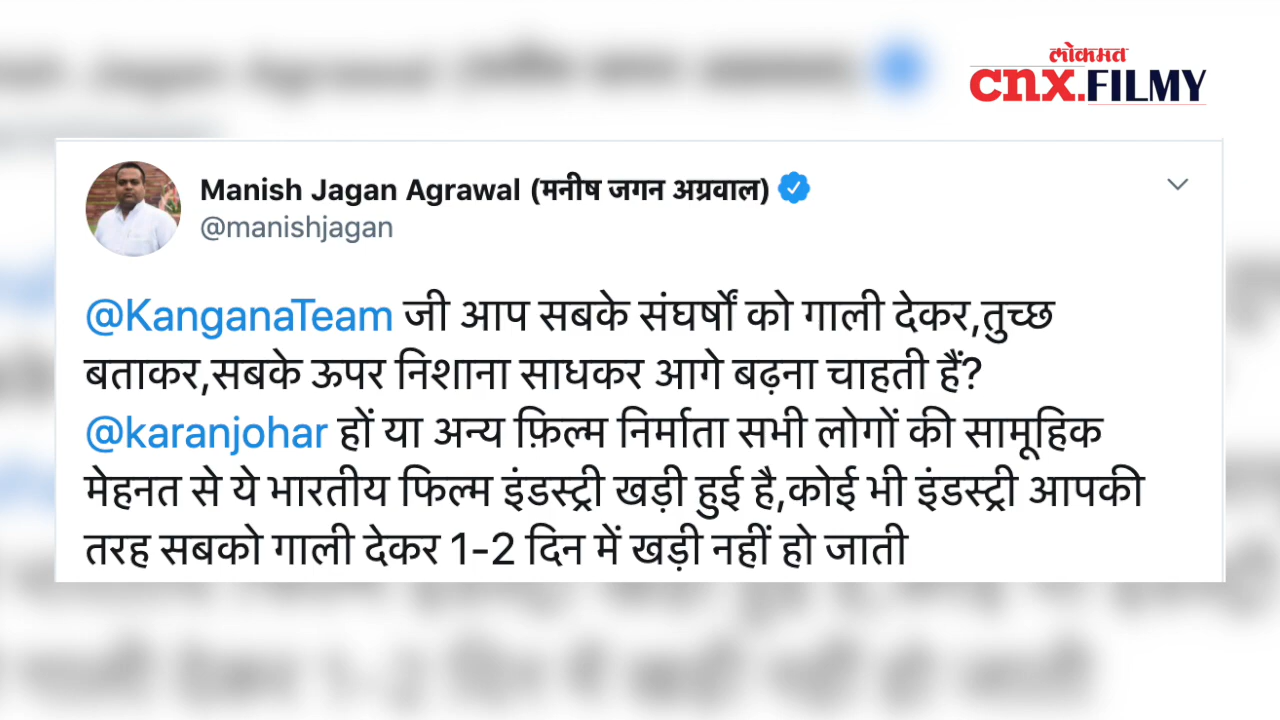 लोकमत
cnx.FILMY
Manish Jagan Agrawal (मनीष जगन अग्रवाल)
@manishjagan
@KanganaTeam जी आप सबके संघर्षों को गाली देकर,तुच्छ
बताकर,सबके ऊपर निशाना साधकर आगे बढ़ना चाहती हैं?
@karanjohar हों या अन्य फ़िल्म निर्माता सभी लोगों की सामूहिक
मेहनत से ये भारतीय फिल्म इंडस्ट्री खड़ी हुई है,कोई भी इंडस्ट्री आपकी
तरह सबको गाली देकर 1-2 दिन में खड़ी नहीं हो जाती